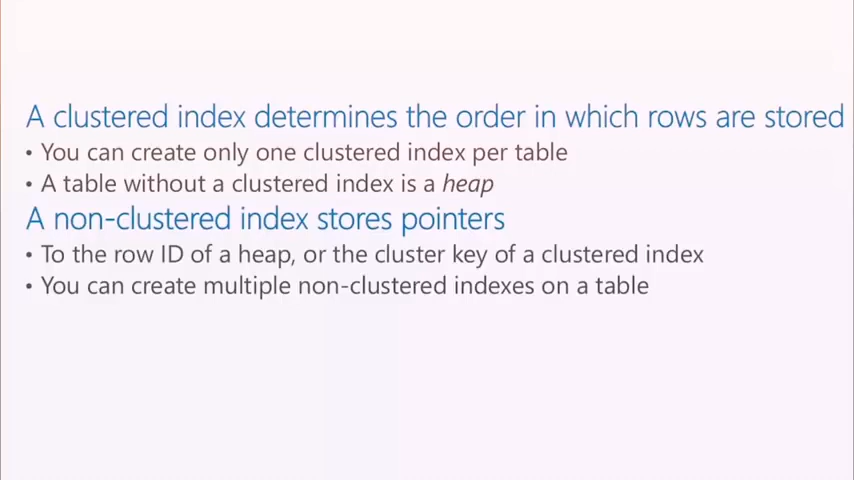 A clustered index determines the order in which rows are stored
• You can create only one clustered index per table
• A table without a clustered index is a heap
A non-clustered index stores pointers
• To the row ID of a heap, or the cluster key of a clustered index
• You can create multiple non-clustered indexes on a table